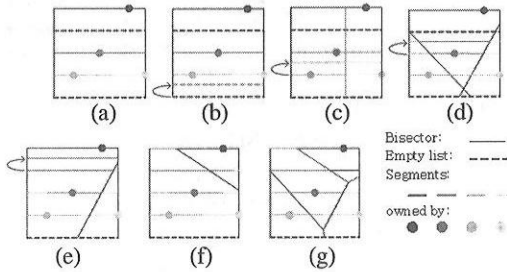 (a) (b) (c) (d)
Bisector:
Empty list:
Segments:
owned by:
(e) (f) (g)